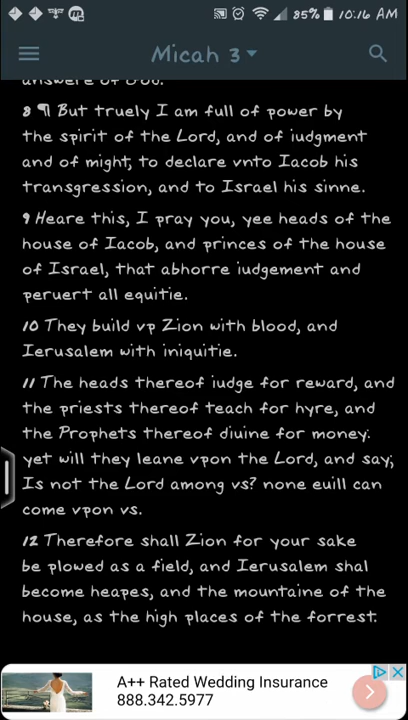 85% 10:16 AM
Micah 3
answere of God.
8 ¶ But truely I am full of power by
the spirit of the Lord, and of iudgment
and of might, to declare vnto Iacob his
transgression, and to Israel his sinne.
9 Heare this, I pray you, yee heads of the
house of Iacob, and princes of the house
of Israel, that abhorre iudgement and
peruert all equitie.
10 They build vp Zion with blood, and
Ierusalem with iniquitie.
11 The heads thereof iudge for reward, and
the priests thereof teach for hyre, and
the Prophets thereof diuine for money:
yet will they leane vpon the Lord, and say;
Is not the Lord among vs? none euill can
come vpon vs.
12 Therefore shall Zion for your sake
be plowed as a field, and Ierusalem shal
become heapes, and the mountaine of the
house, as the high places of the forrest.
A++ Rated Wedding Insurance
888.342.5977